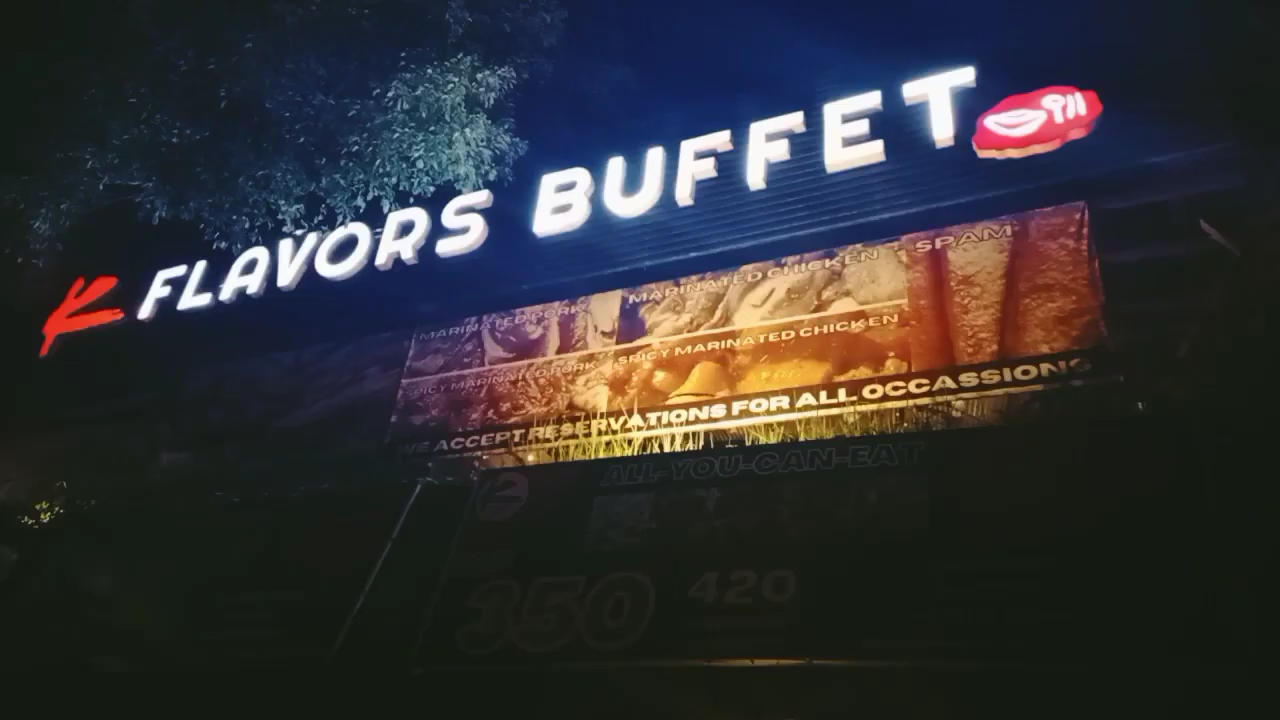 K FLAVORS BUFFET
MARINATED PORK
MARINATED CHICKEN
SPAM
SPICY MARINATED PORK
SPICY MARINATED CHICKEN
WE ACCEPT RESERVATIONS FOR ALL OCCASSIONS
ALL-YOU-CAN-EAT
350
420